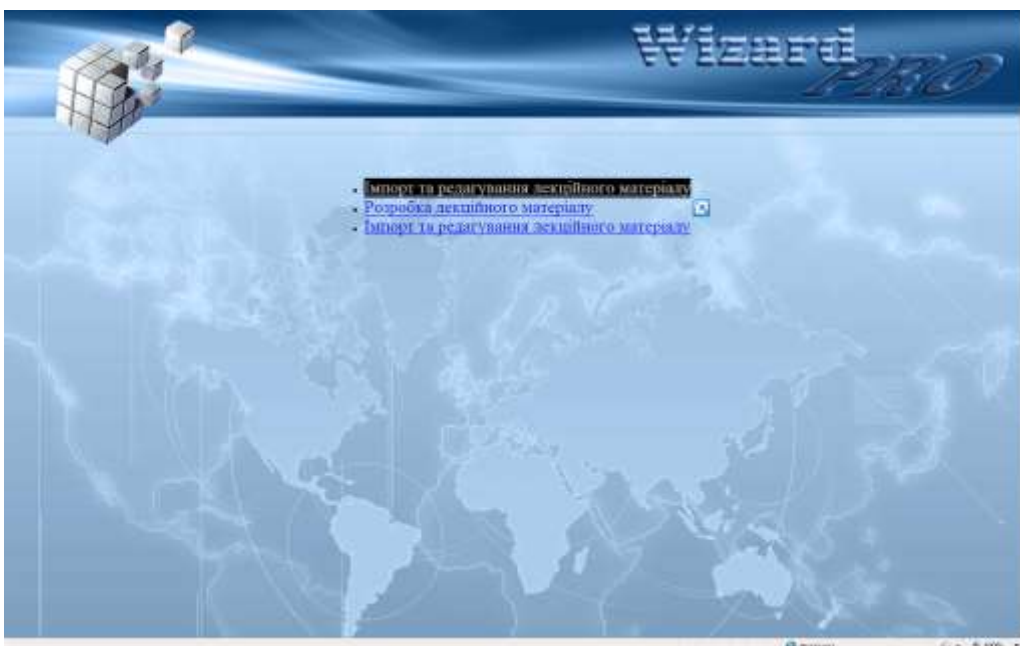 Wizard
PRO
Імпорт та редагування лекційного матеріалу
Розробка лекційного матеріалу
Імпорт та редагування лекційного матеріалу